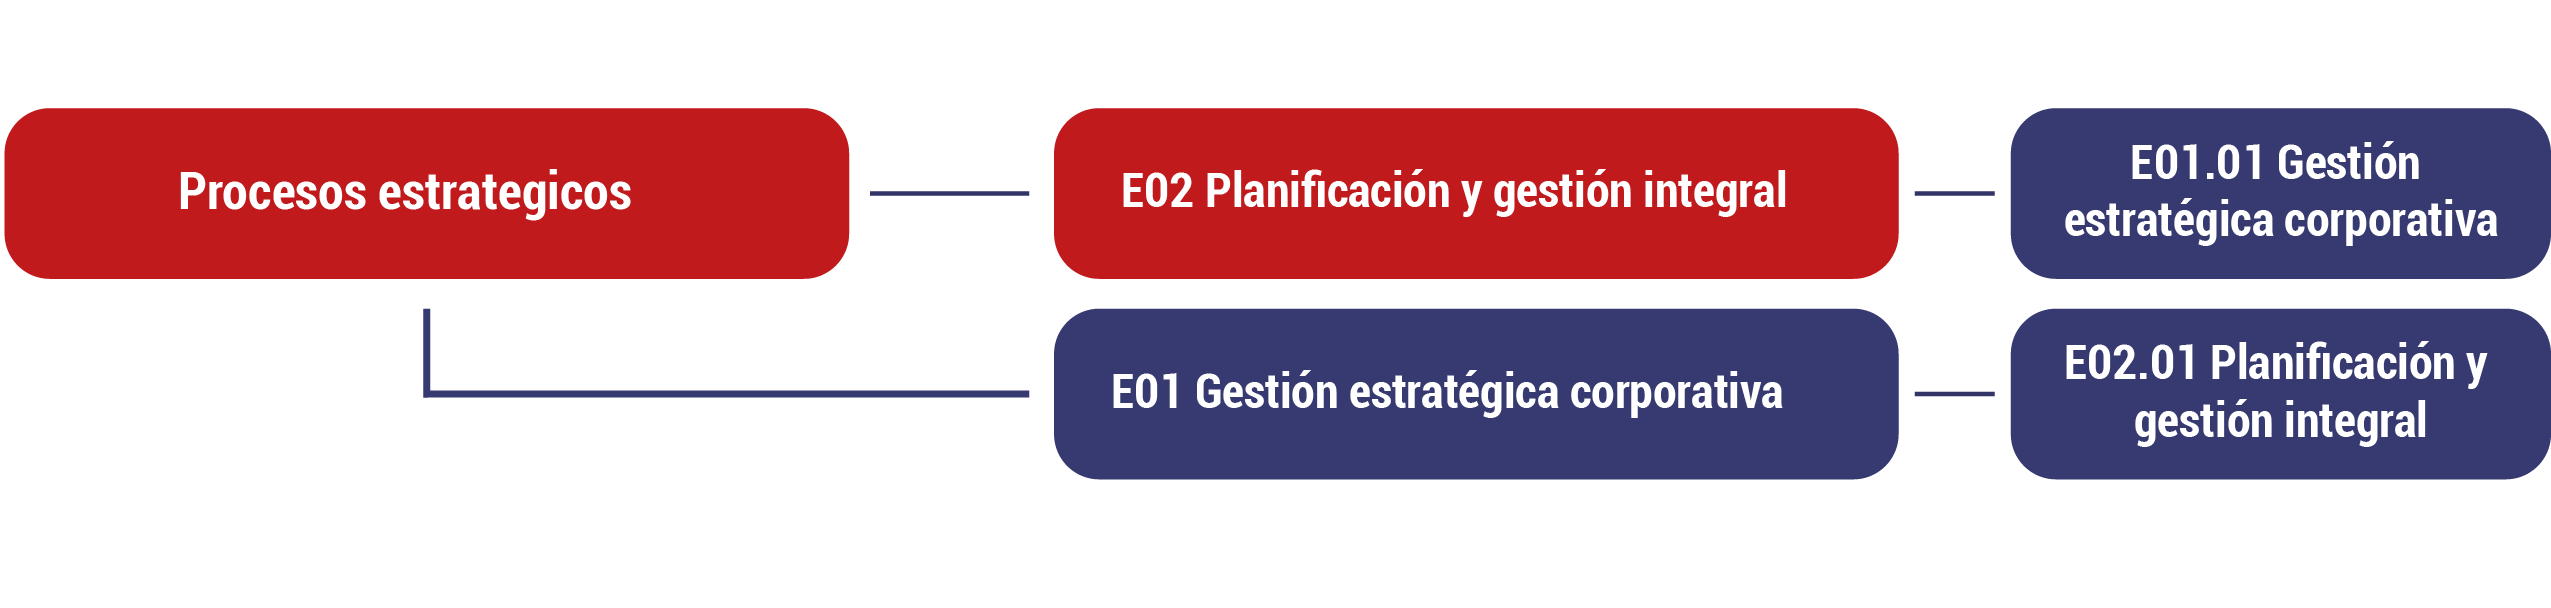 Procesos estrategicos
E02 Planificación y gestión integral
E01.01 Gestión
estratégica corporativa
E01 Gestión estratégica corporativa
E02.01 Planificación y
gestión integral